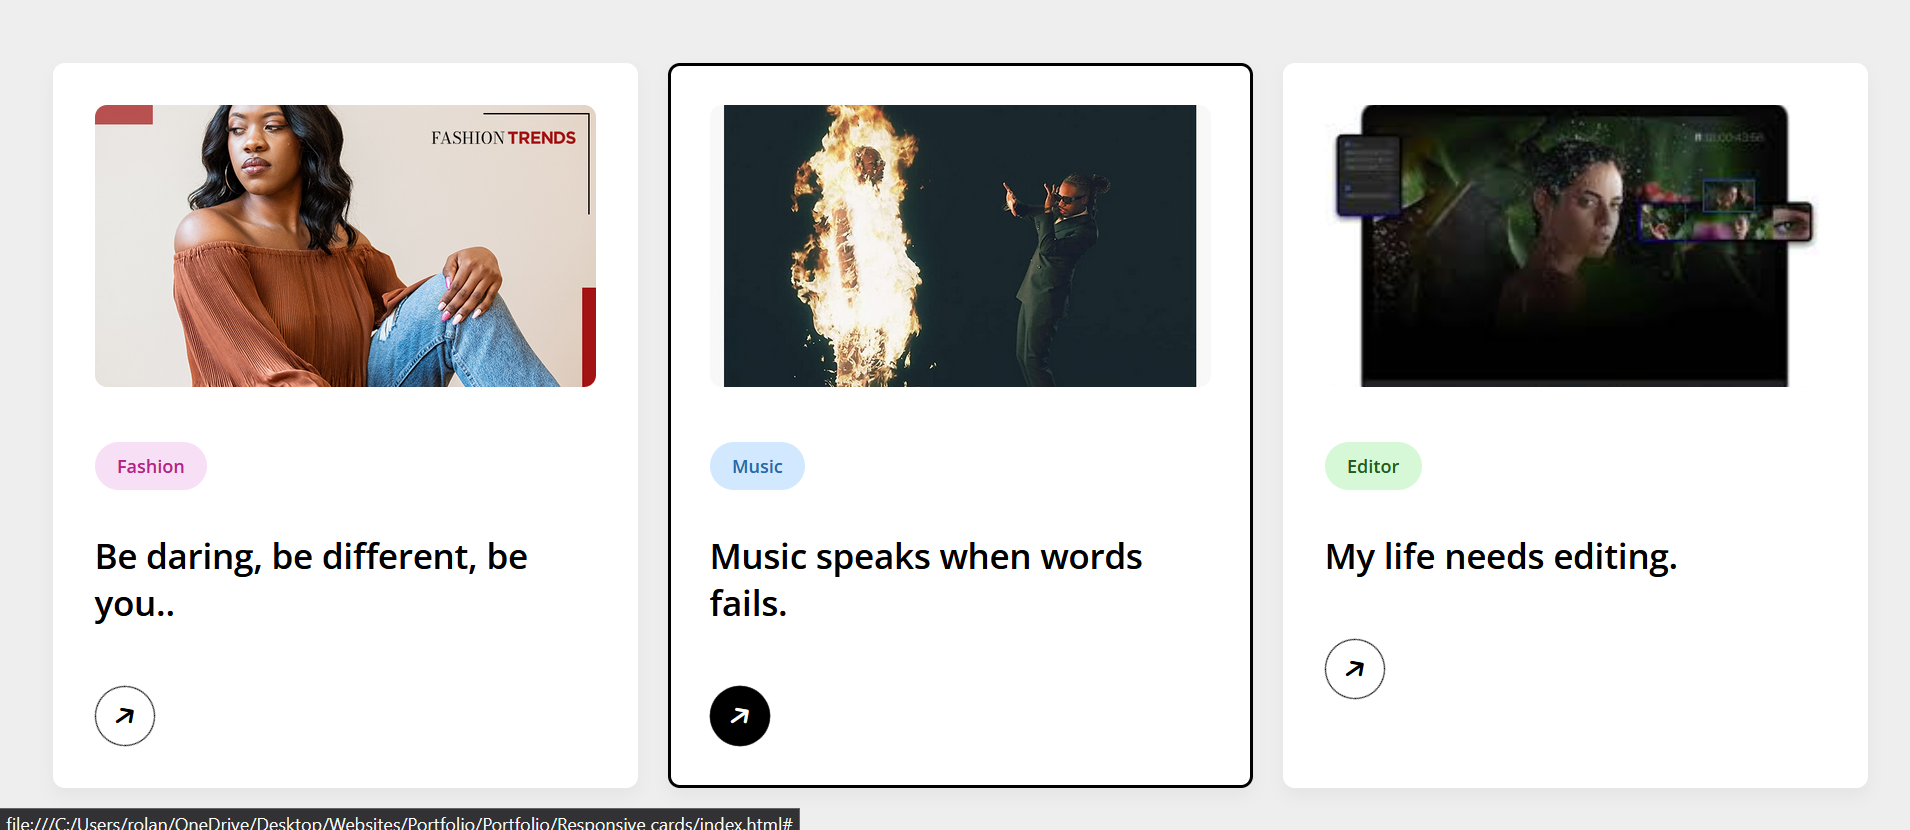 FASHION TRENDS
Fashion
Be daring, be different, be
you..
Music
Music speaks when words
fails.
Editor
My life needs editing.
file:///C:/Users/rolan/OneDrive/Desktop/Websites/Portfolio/Portfolio/Responsive cards/index.html#